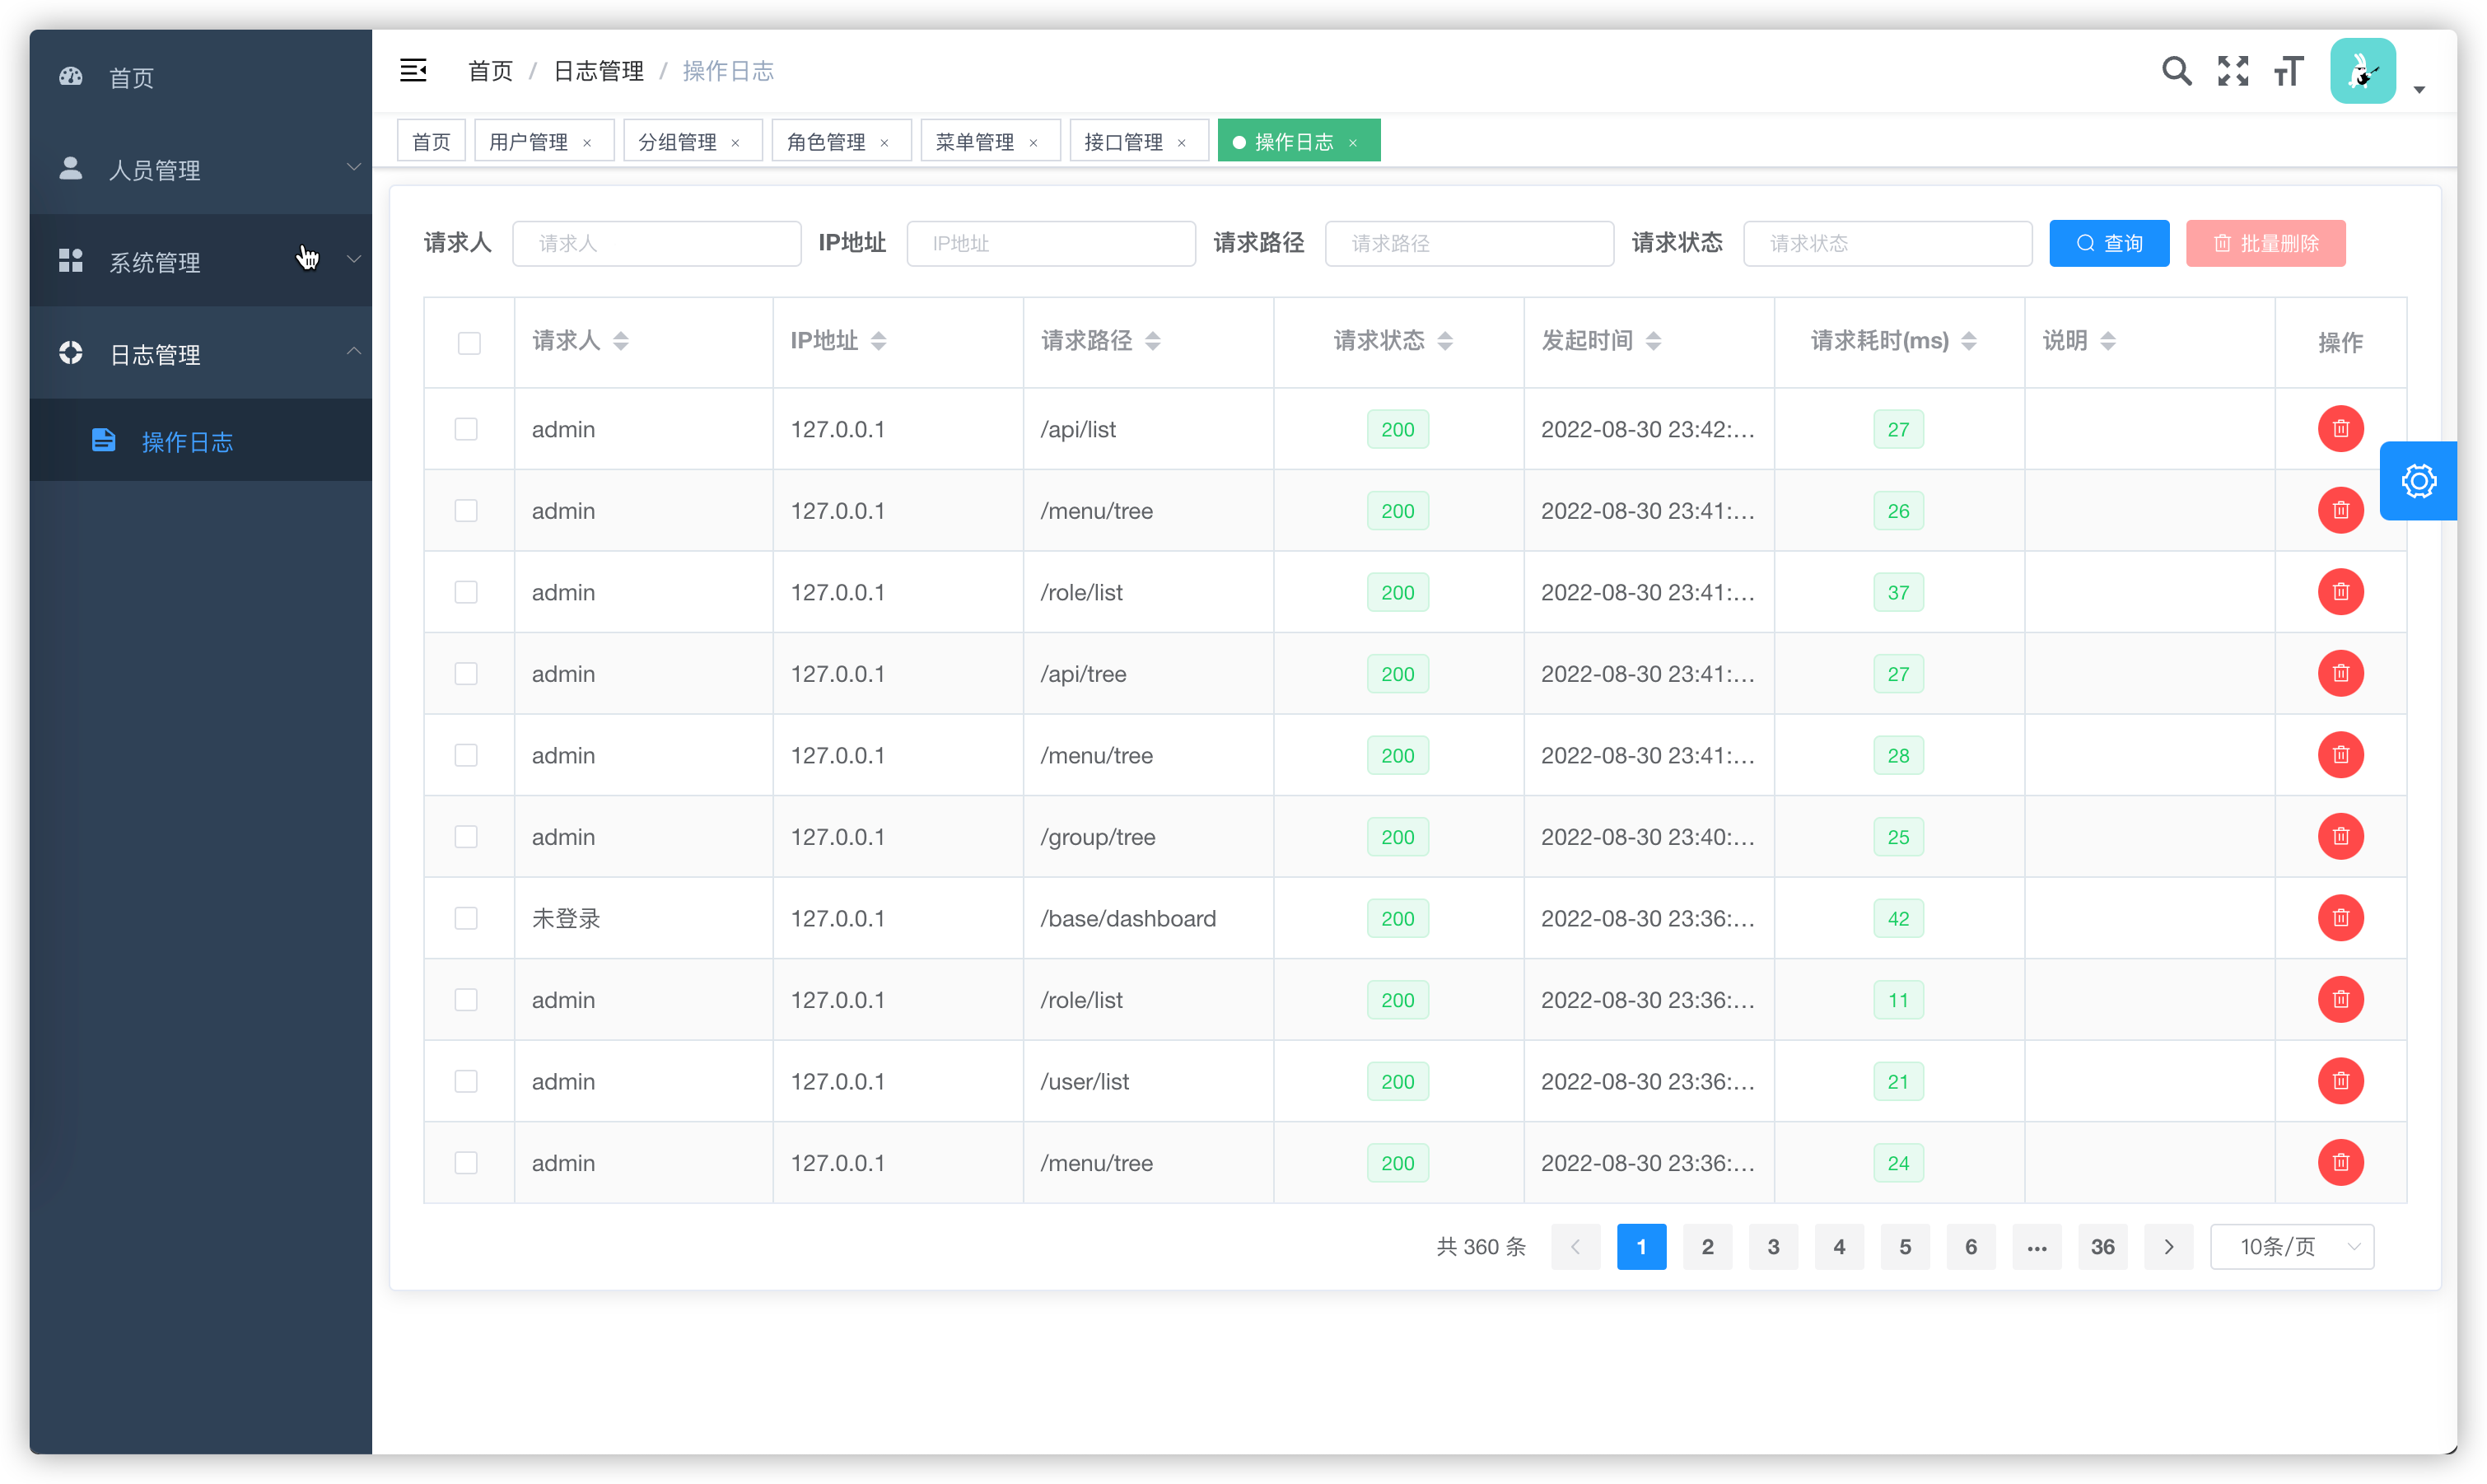 首页
人员管理
系统管理
日志管理
操作日志
首页 / 日志管理 / 操作日志
首页 用户管理 × 分组管理 × 角色管理 × 菜单管理 × 接口管理 × 操作日志 ×
请求人 请求人 IP地址 IP地址 请求路径 请求路径 请求状态 请求状态 查询 批量删除
请求人 IP地址 请求路径 请求状态 发起时间 请求耗时(ms) 说明 操作
admin 127.0.0.1 /api/list 200 2022-08-30 23:42:... 27
admin 127.0.0.1 /menu/tree 200 2022-08-30 23:41:... 26
admin 127.0.0.1 /role/list 200 2022-08-30 23:41:... 37
admin 127.0.0.1 /api/tree 200 2022-08-30 23:41:... 27
admin 127.0.0.1 /menu/tree 200 2022-08-30 23:41:... 28
admin 127.0.0.1 /group/tree 200 2022-08-30 23:40:... 25
未登录 127.0.0.1 /base/dashboard 200 2022-08-30 23:36:... 42
admin 127.0.0.1 /role/list 200 2022-08-30 23:36:... 11
admin 127.0.0.1 /user/list 200 2022-08-30 23:36:... 21
admin 127.0.0.1 /menu/tree 200 2022-08-30 23:36:... 24
共 360 条 1 2 3 4 5 6 ... 36 10条/页